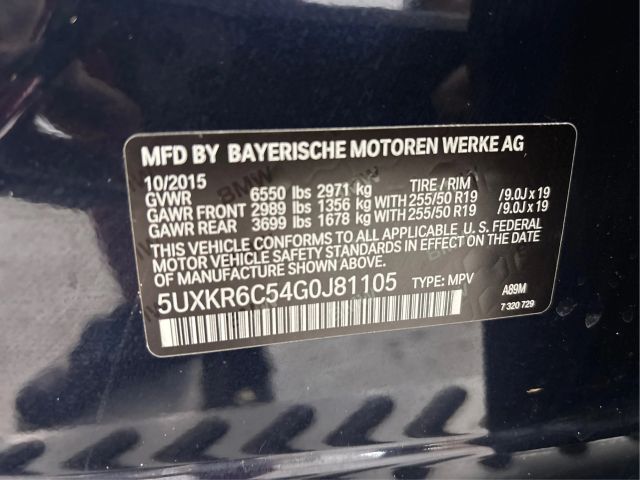 MFD BY BAYERISCHE MOTOREN WERKE AG
10/2015 TIRE / RIM
GVWR 6550 lbs 2971 kg
GAWR FRONT 2989 lbs 1356 kg WITH 255/50 R19 /9.0J x 19
GAWR REAR 3699 lbs 1678 kg WITH 255/50 R19 /9.0J x 19
THIS VEHICLE CONFORMS TO ALL APPLICABLE U.S. FEDERAL
MOTOR VEHICLE SAFETY STANDARDS IN EFFECT ON THE DATE
OF MANUFACTURE SHOWN ABOVE.
5UXKR6C54G0J81105 TYPE: MPV A89M
7 320 729